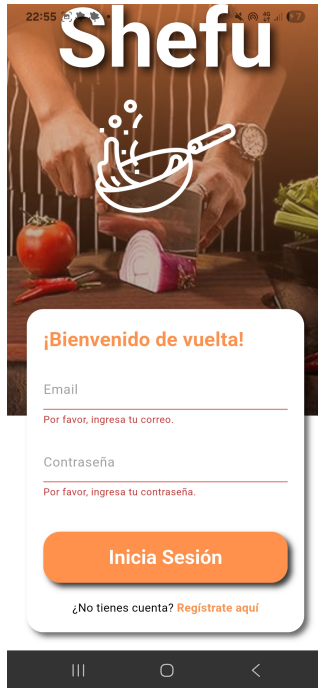 22:55
Shefu
¡Bienvenido de vuelta!
Email
Por favor, ingresa tu correo.
Contraseña
Por favor, ingresa tu contraseña.
Inicia Sesión
¿No tienes cuenta? Regístrate aquí